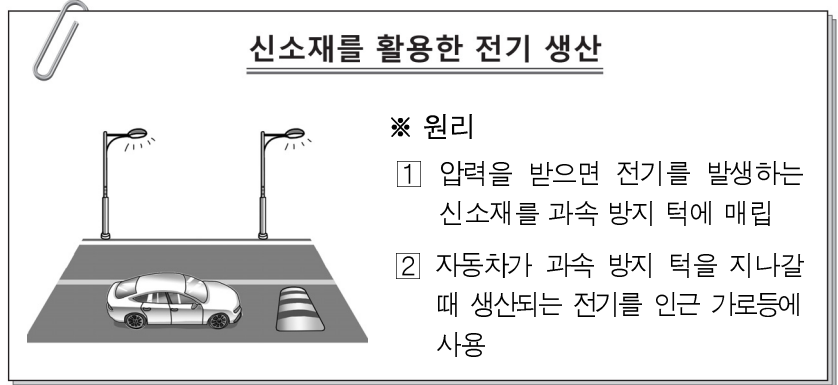 신소재를 활용한 전기 생산
※ 원리
1 압력을 받으면 전기를 발생하는
신소재를 과속 방지 턱에 매립
2 자동차가 과속 방지 턱을 지나갈
때 생산되는 전기를 인근 가로등에
사용